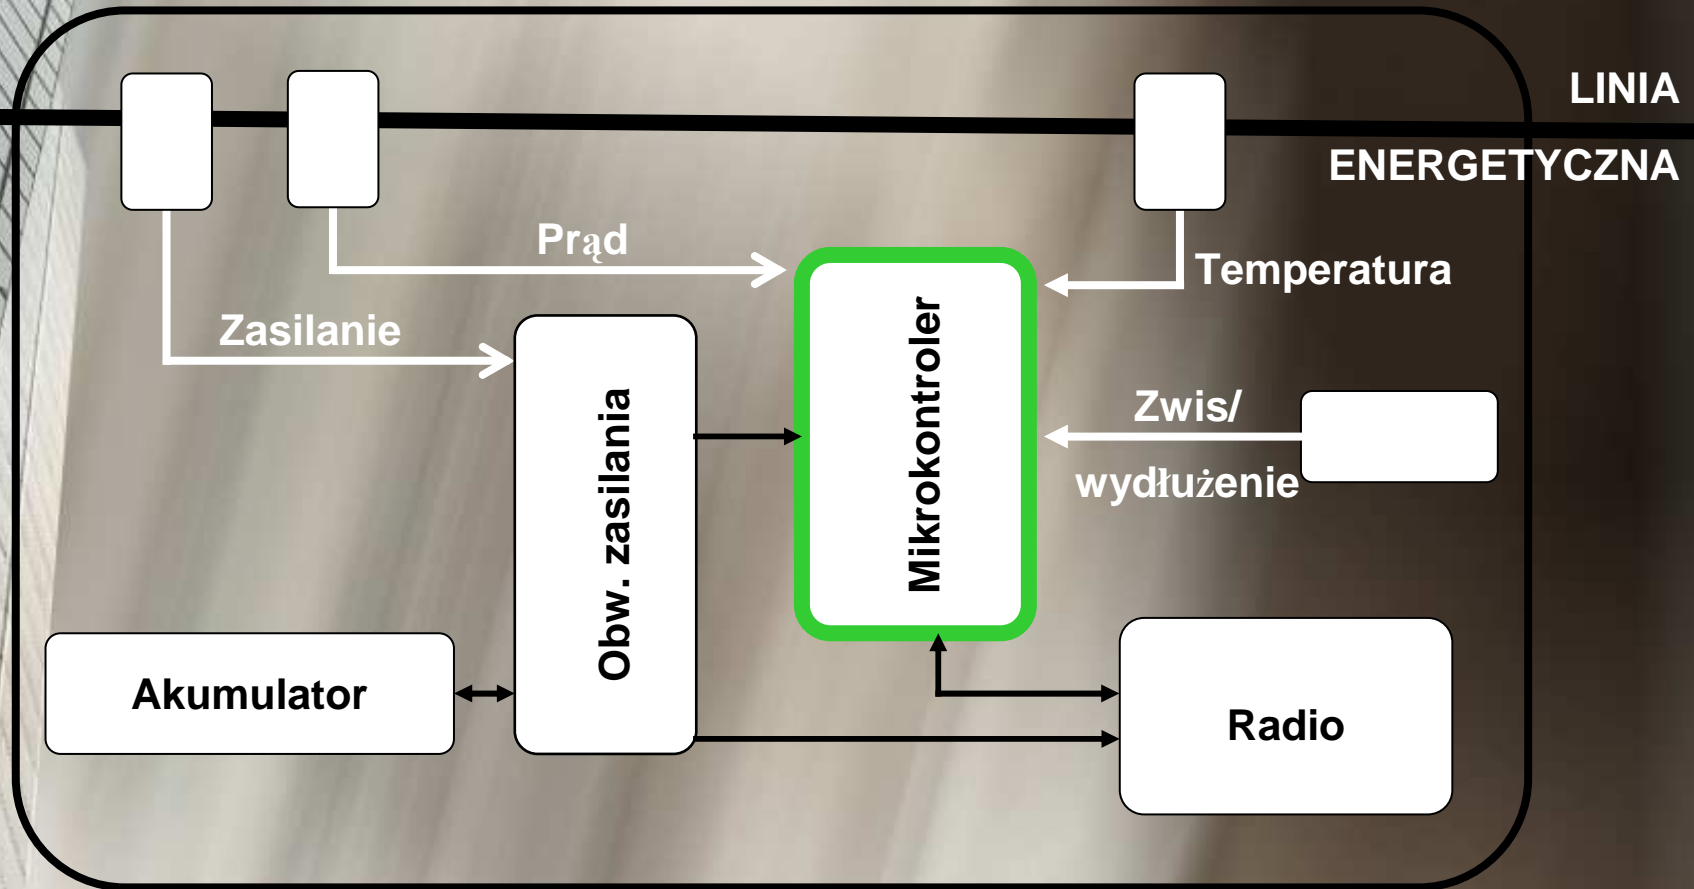 LINIA
ENERGETYCZNA
Prąd
Temperatura
Zasilanie
Mikrokontroler
Obw. zasilania
Zwis/
wydłużenie
Akumulator
Radio